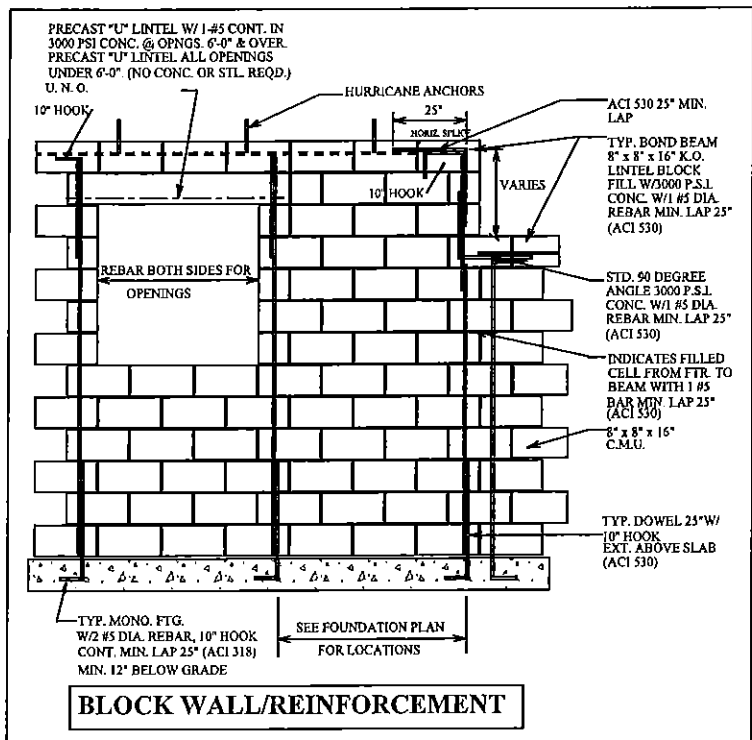 PRECAST "U" LINTEL W/ 1-#5 CONT. IN
3000 PSI CONC. @ OPNGS. 6'-0" & OVER.
PRECAST "U" LINTEL ALL OPENINGS
UNDER 6'-0". (NO CONC. OR STL. REQD.)
U. N. O.
10" HOOK
HURRICANE ANCHORS
25"
HORIZ. SPLICE
10" HOOK
ACI 530 25" MIN.
LAP
TYP. BOND BEAM
8" x 8" x 16" K.O.
LINTEL BLOCK
FILL W/3000 P.S.I.
CONC. W/1 #5 DIA.
REBAR MIN. LAP 25"
(ACI 530)
VARIES
REBAR BOTH SIDES FOR
OPENINGS
STD. 90 DEGREE
ANGLE 3000 P.S.I.
CONC. W/1 #5 DIA.
REBAR MIN. LAP 25"
(ACI 530)
INDICATES FILLED
CELL FROM FTR. TO
BEAM WITH 1 #5
BAR MIN. LAP 25"
(ACI 530)
8" x 8" x 16"
C.M.U.
TYP. DOWEL 25"W/
10" HOOK
EXT. ABOVE SLAB
(ACI 530)
TYP. MONO. FTG.
W/2 #5 DIA. REBAR, 10" HOOK
CONT. MIN. LAP 25" (ACI 318)
MIN. 12" BELOW GRADE
SEE FOUNDATION PLAN
FOR LOCATIONS
BLOCK WALL/REINFORCEMENT